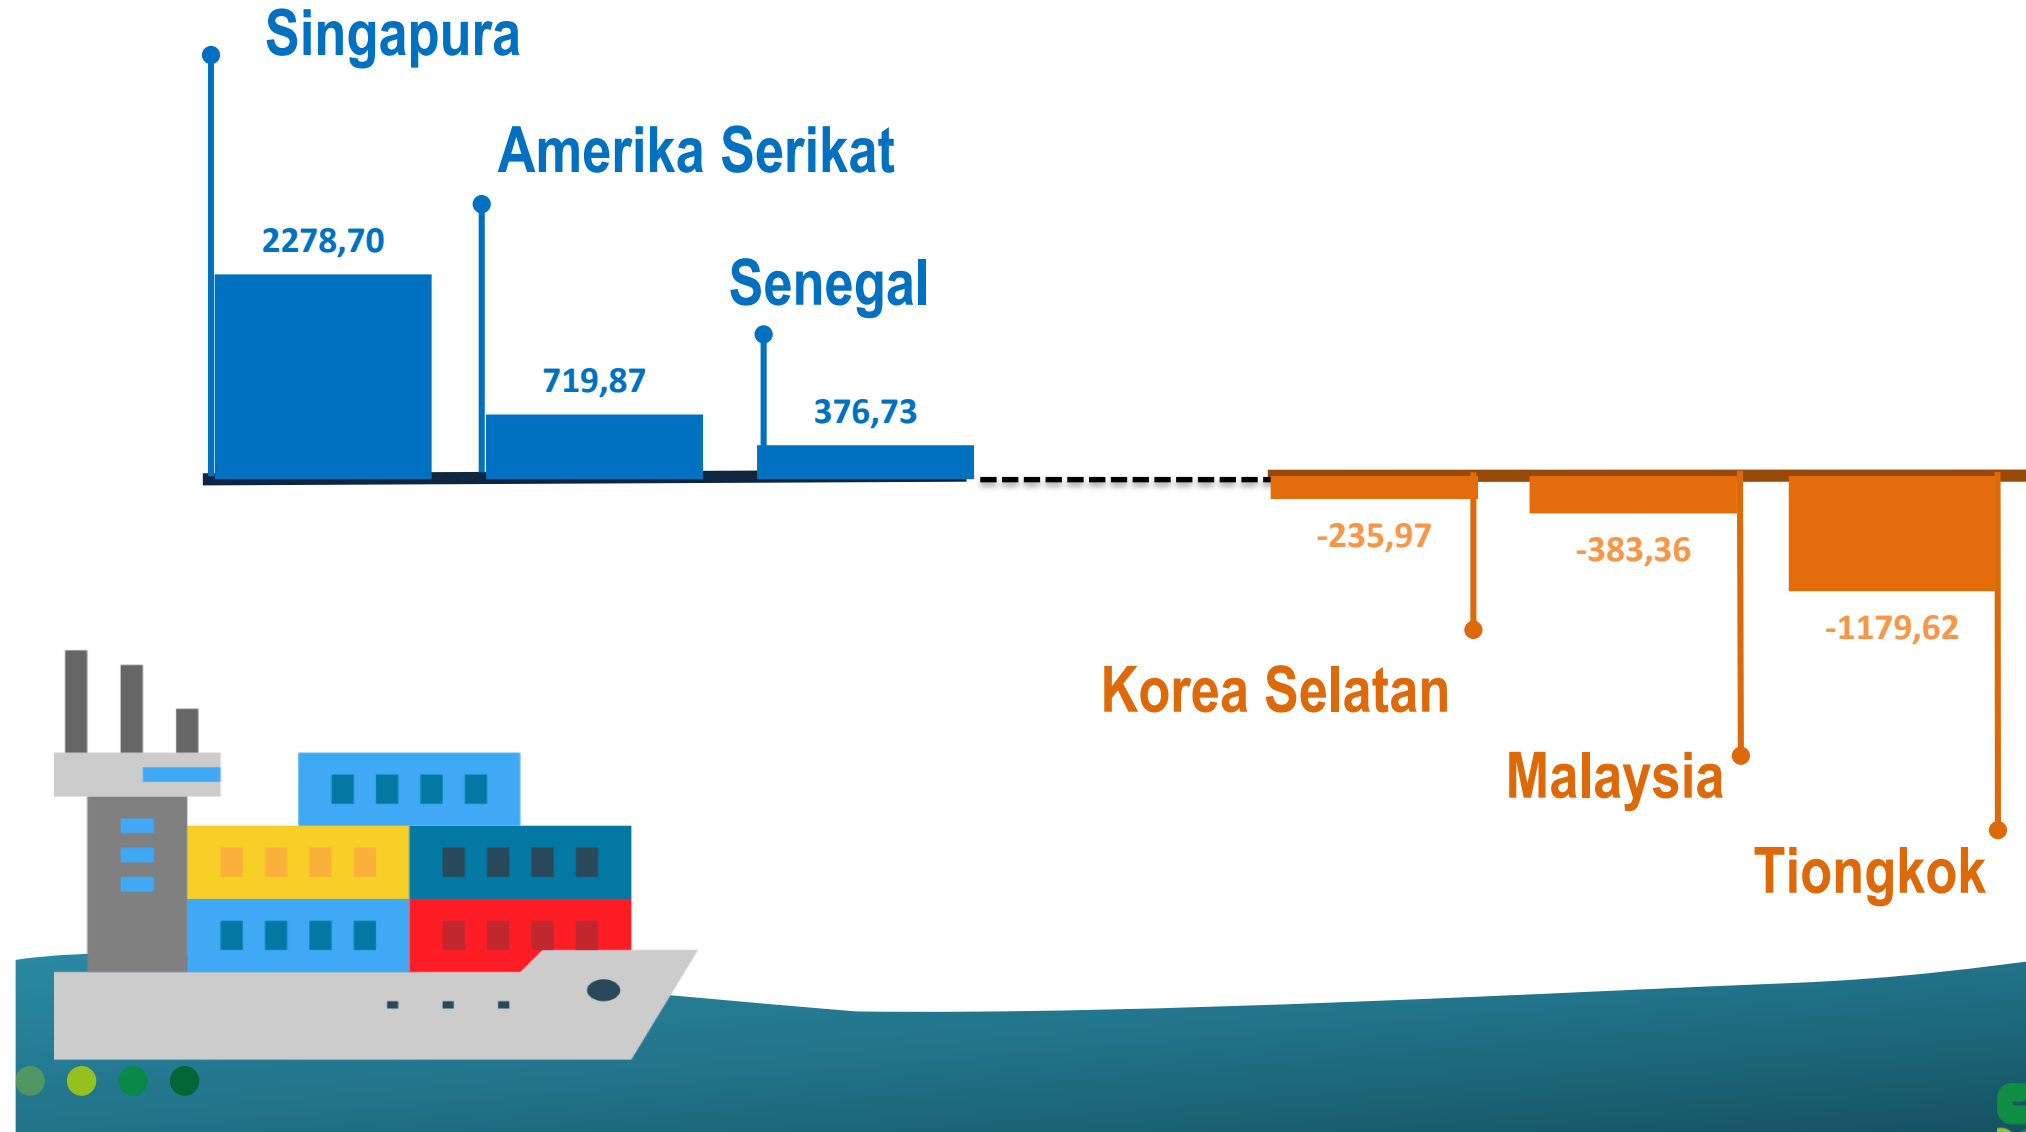 Singapura
Amerika Serikat
2278,70
Senegal
719,87
376,73
-235,97
-383,36
-1179,62
Korea Selatan
Malaysia
Tiongkok